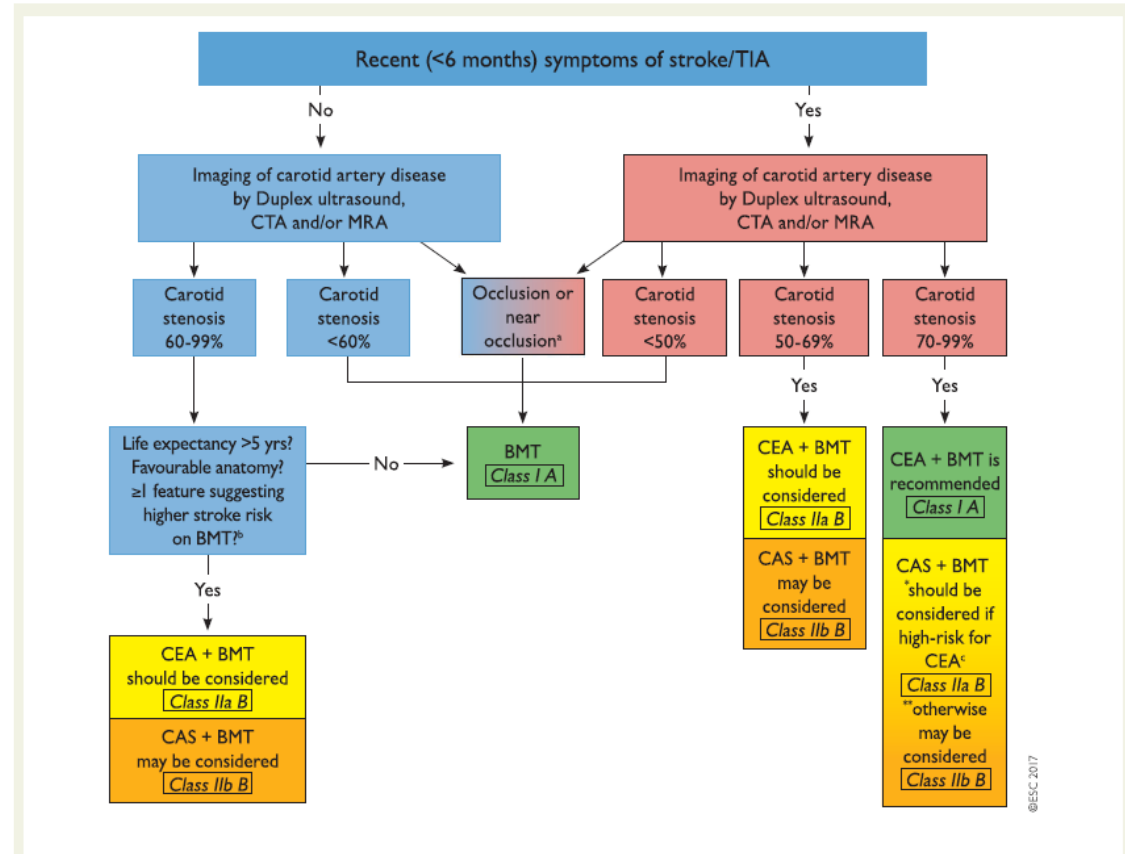 Recent (<6 months) symptoms of stroke/TIA
No
Yes
Imaging of carotid artery disease
by Duplex ultrasound,
CTA and/or MRA
Imaging of carotid artery disease
by Duplex ultrasound,
CTA and/or MRA
Carotid
stenosis
60-99%
Carotid
stenosis
<60%
Occlusion or
near
occlusionᵃ
Carotid
stenosis
<50%
Carotid
stenosis
50-69%
Carotid
stenosis
70-99%
Yes
Yes
Life expectancy >5 yrs?
Favourable anatomy?
≥1 feature suggesting
higher stroke risk
on BMT?ᵇ
No
BMT
Class I A
CEA + BMT
should be
considered
Class IIa B
CAS + BMT
may be
considered
Class IIb B
CEA + BMT is
recommended
Class I A
CAS + BMT
*should be
considered if
high-risk for
CEAᶜ
Class IIa B
**otherwise
may be
considered
Class IIb B
Yes
CEA + BMT
should be considered
Class IIa B
CAS + BMT
may be considered
Class IIb B
©ESC 2017